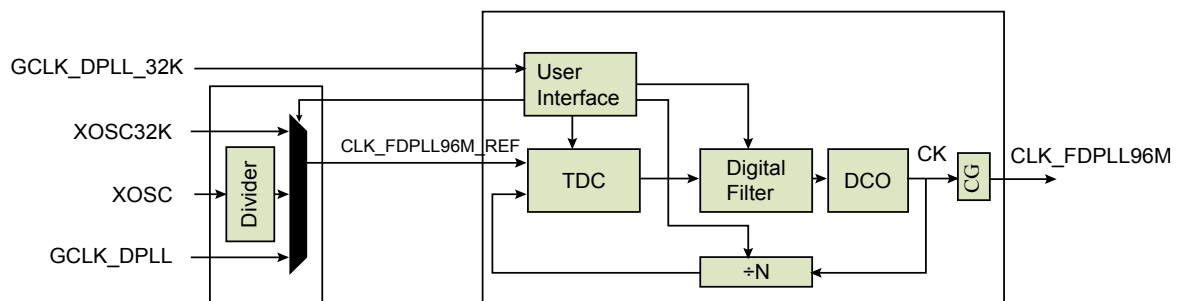 GCLK_DPLL_32K
User
Interface
XOSC32K
CLK_FDPLL96M_REF
CK
CLK_FDPLL96M
Divider
TDC
Digital
Filter
DCO
CG
XOSC
GCLK_DPLL
÷N